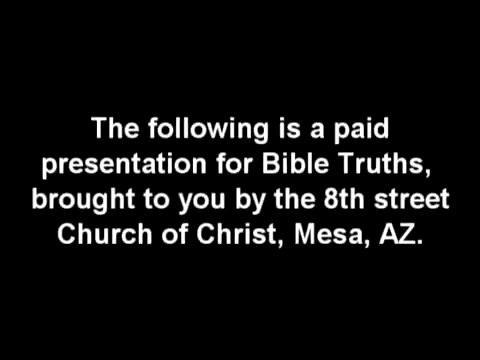 The following is a paid
presentation for Bible Truths,
brought to you by the 8th street
Church of Christ, Mesa, AZ.